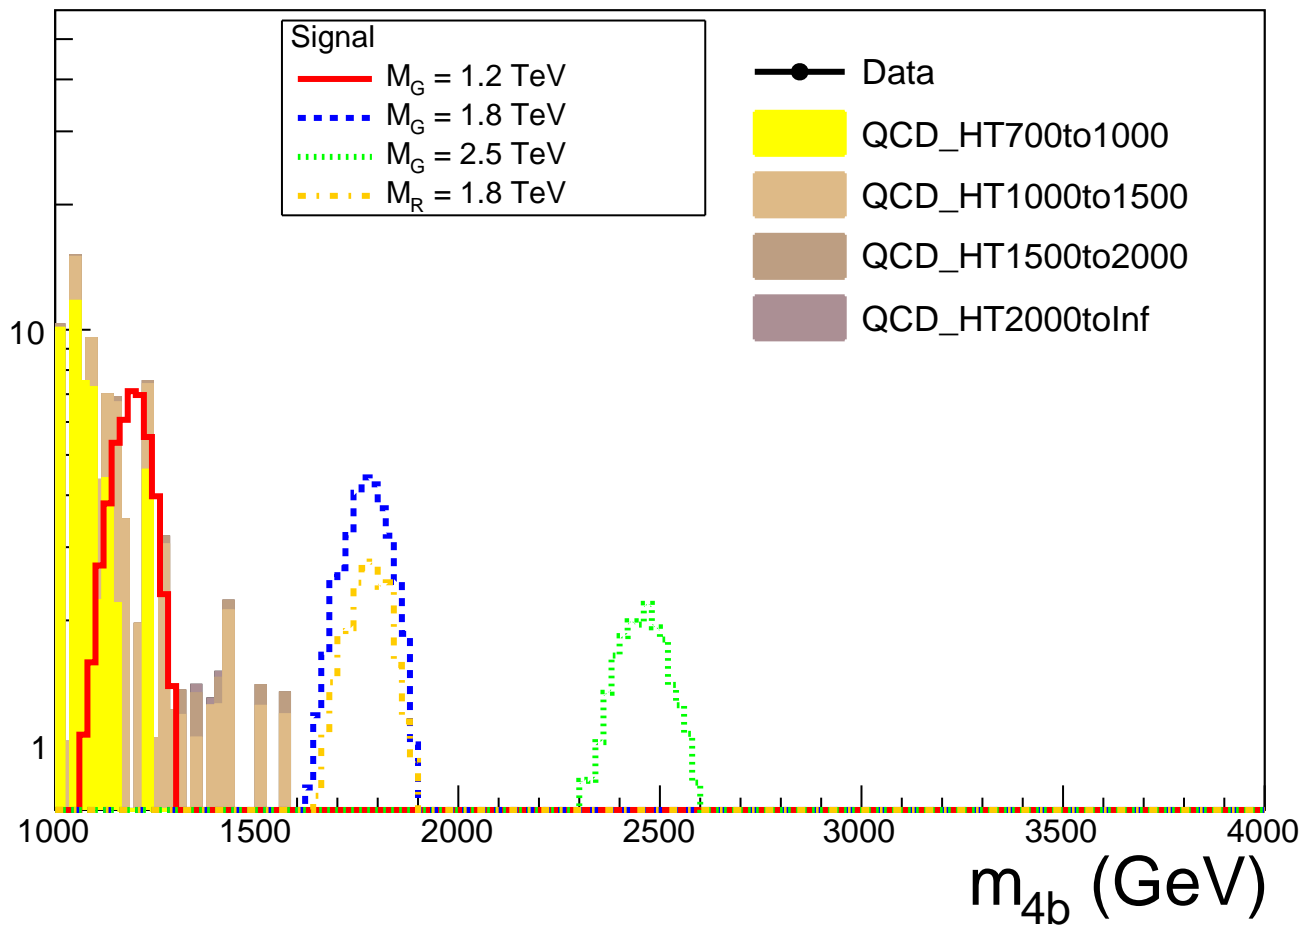 Signal
M_G = 1.2 TeV
M_G = 1.8 TeV
M_G = 2.5 TeV
M_R = 1.8 TeV
Data
QCD_HT700to1000
QCD_HT1000to1500
QCD_HT1500to2000
QCD_HT2000toInf
10
1
1000 1500 2000 2500 3000 3500 4000
m_4b (GeV)